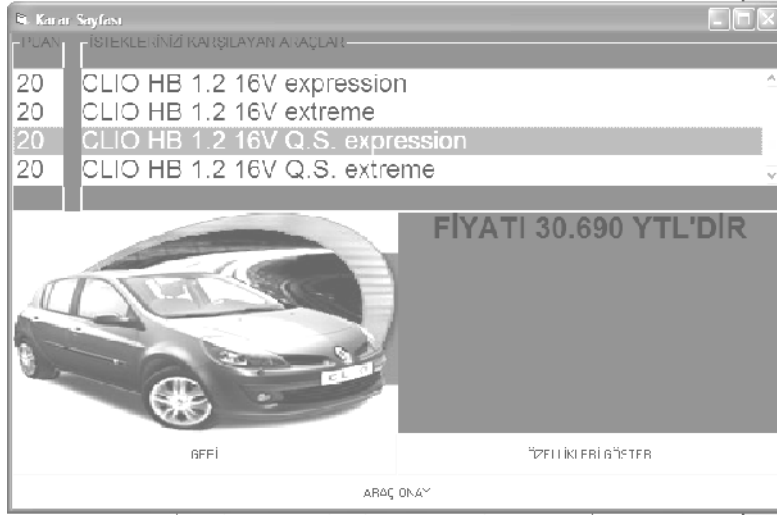 Karar Sayfası
PUAN İSTEKLERİNİZİ KARŞILAYAN ARAÇLAR
20 CLIO HB 1.2 16V expression
20 CLIO HB 1.2 16V extreme
20 CLIO HB 1.2 16V Q.S. expression
20 CLIO HB 1.2 16V Q.S. extreme
FİYATI 30.690 YTL'DİR
CLIO
GERİ ÖZELLİKLERİ GÖSTER
ARAÇ ONAY